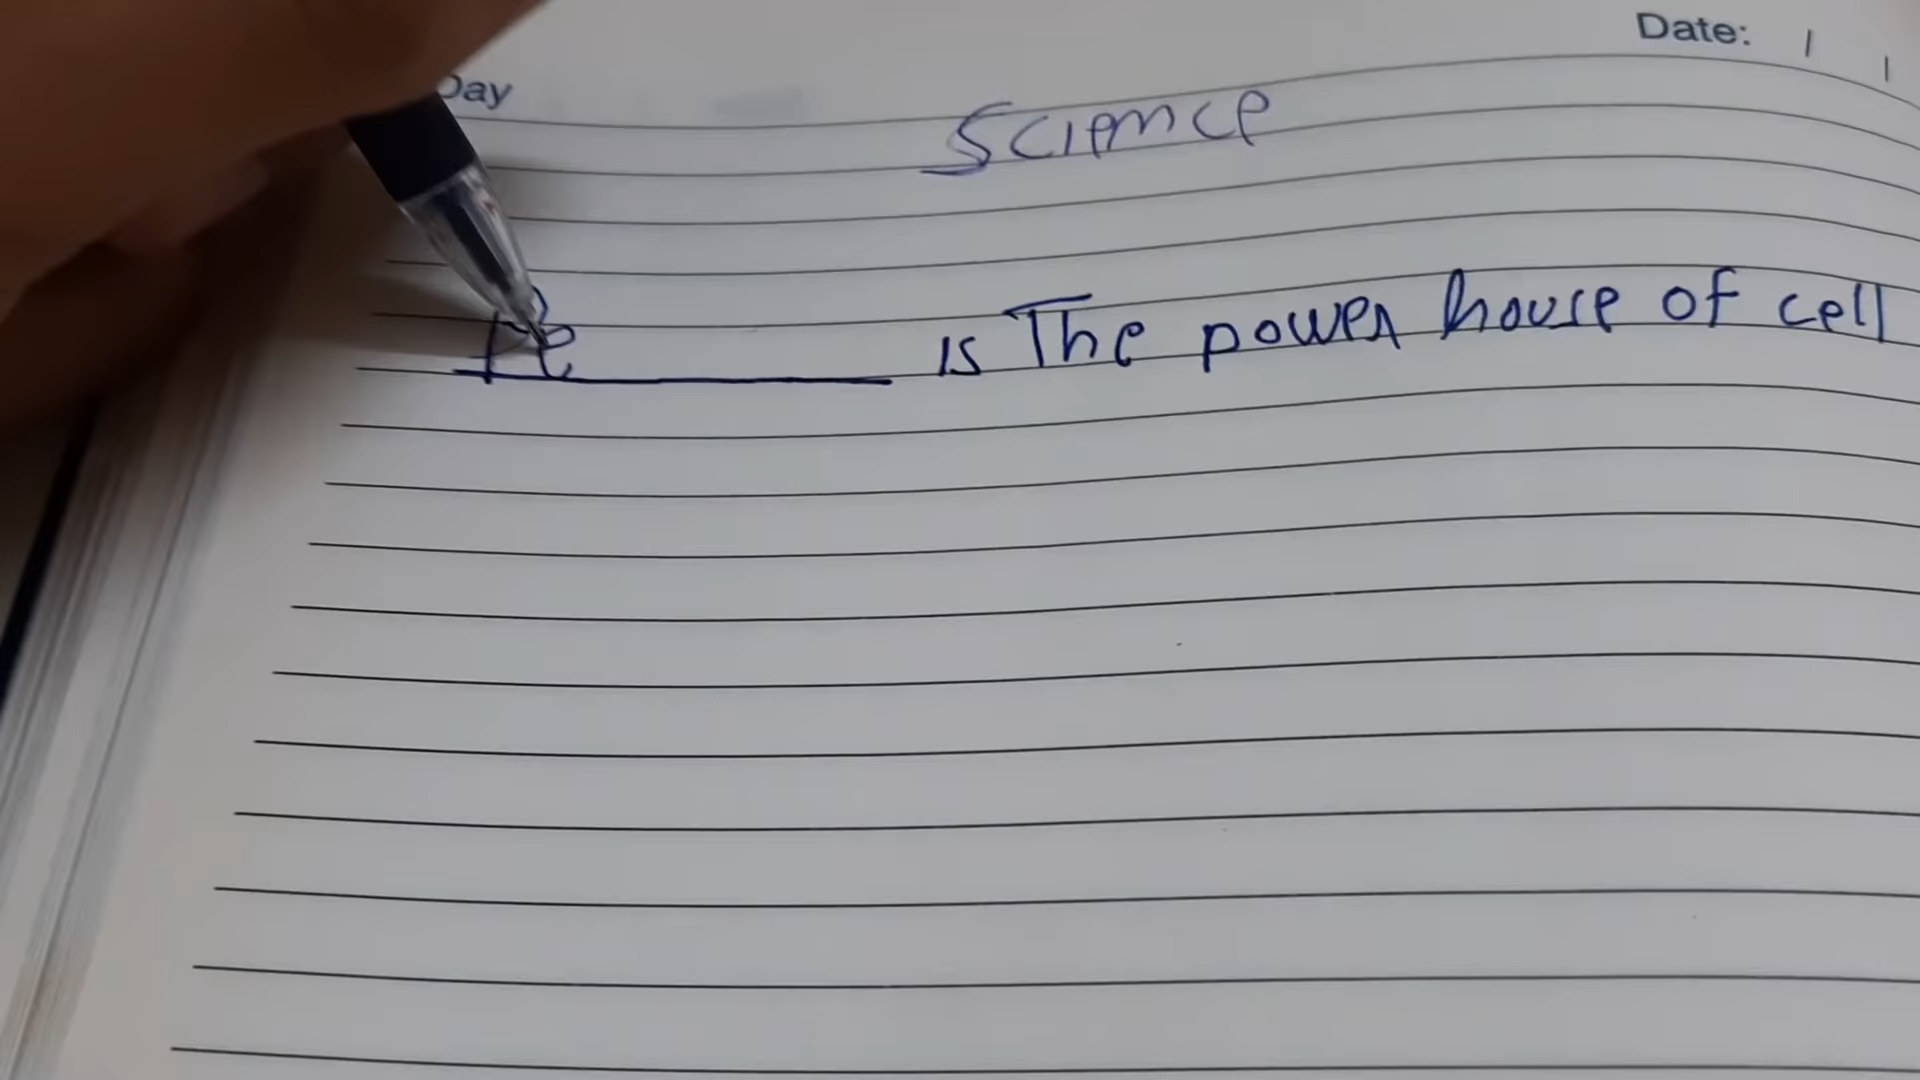 Day
Date: / /
Science
is The power house of cell